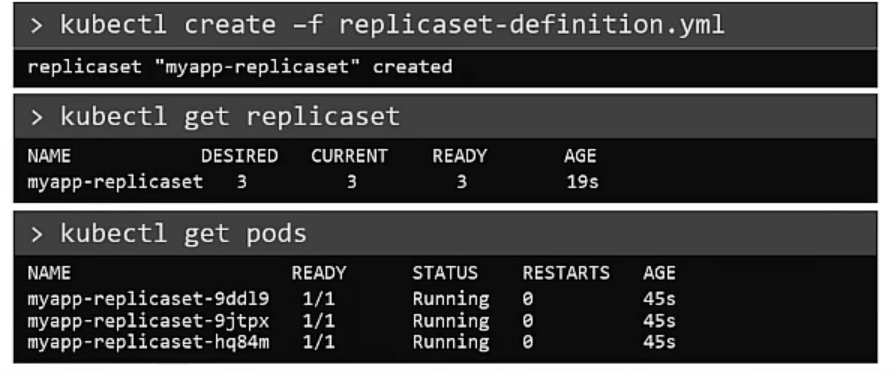 > kubectl create –f replicaset-definition.yml
replicaset "myapp-replicaset" created
> kubectl get replicaset
NAME DESIRED CURRENT READY AGE
myapp-replicaset 3 3 3 19s
> kubectl get pods
NAME READY STATUS RESTARTS AGE
myapp-replicaset-9ddl9 1/1 Running 0 45s
myapp-replicaset-9jtpx 1/1 Running 0 45s
myapp-replicaset-hq84m 1/1 Running 0 45s